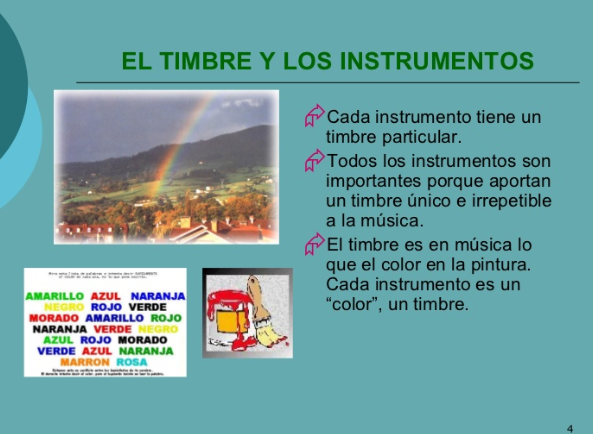 EL TIMBRE Y LOS INSTRUMENTOS
Cada instrumento tiene un
timbre particular.
Todos los instrumentos son
importantes porque aportan
un timbre único e irrepetible
a la música.
El timbre es en música lo
que el color en la pintura.
Cada instrumento es un
“color”, un timbre.
AMARILLO AZUL NARANJA
NEGRO ROJO VERDE
MORADO AMARILLO ROJO
NARANJA VERDE NEGRO
AZUL ROJO MORADO
VERDE AZUL NARANJA
MARRON ROSA
4